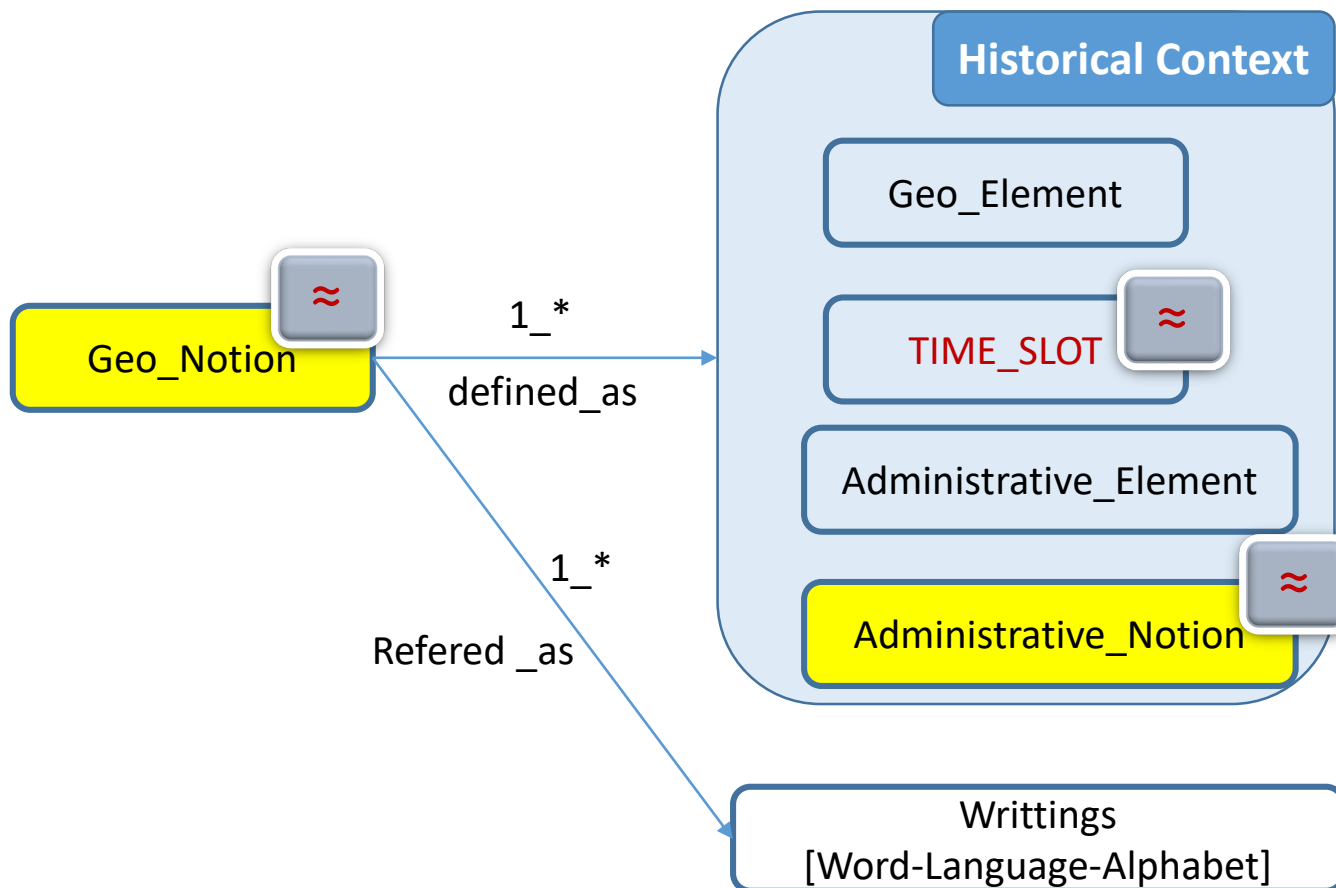 Historical Context
Geo_Element
≈
TIME_SLOT
≈
Geo_Notion
1_*
defined_as
Administrative_Element
≈
Administrative_Notion
1_*
Refered _as
Writtings
[Word-Language-Alphabet]